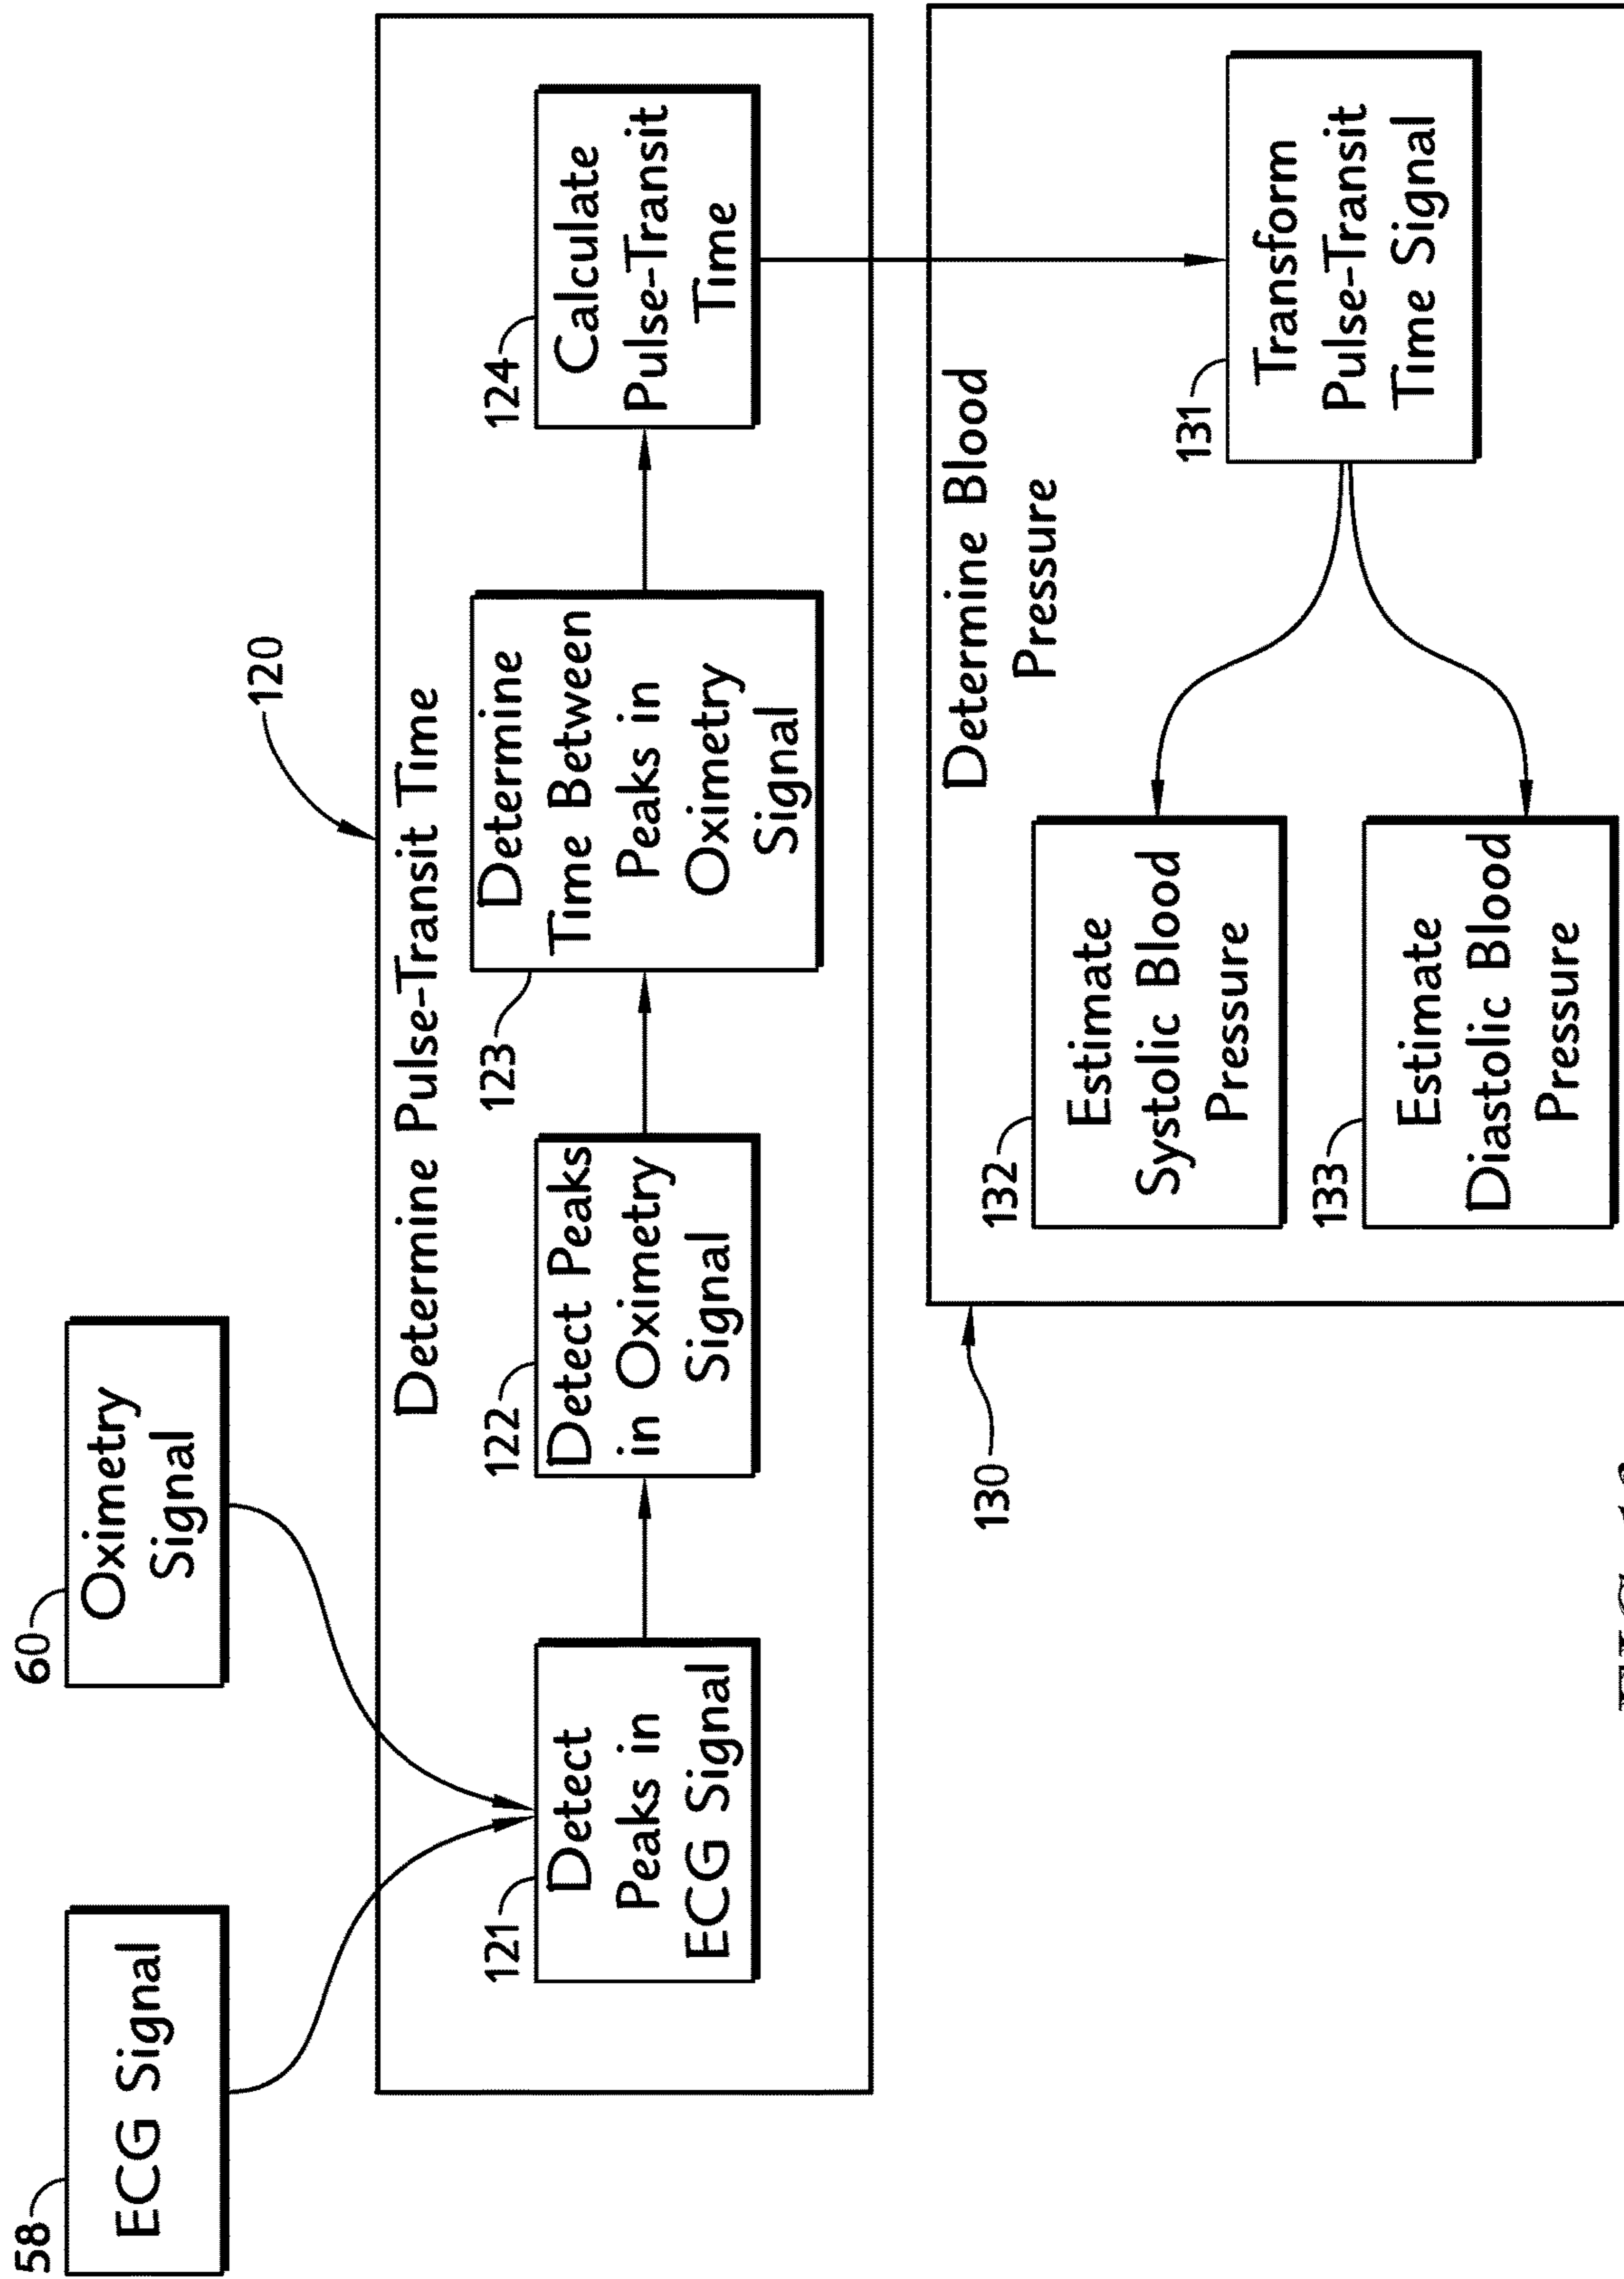 58
ECG Signal
60
Oximetry
Signal
120
Determine Pulse-Transit Time
121
Detect
Peaks in
ECG Signal
122
Detect Peaks
in Oximetry
Signal
123
Determine
Time Between
Peaks in
Oximetry
Signal
124
Calculate
Pulse-Transit
Time
130
Determine Blood
Pressure
132
Estimate
Systolic Blood
Pressure
133
Estimate
Diastolic Blood
Pressure
131
Transform
Pulse-Transit
Time Signal